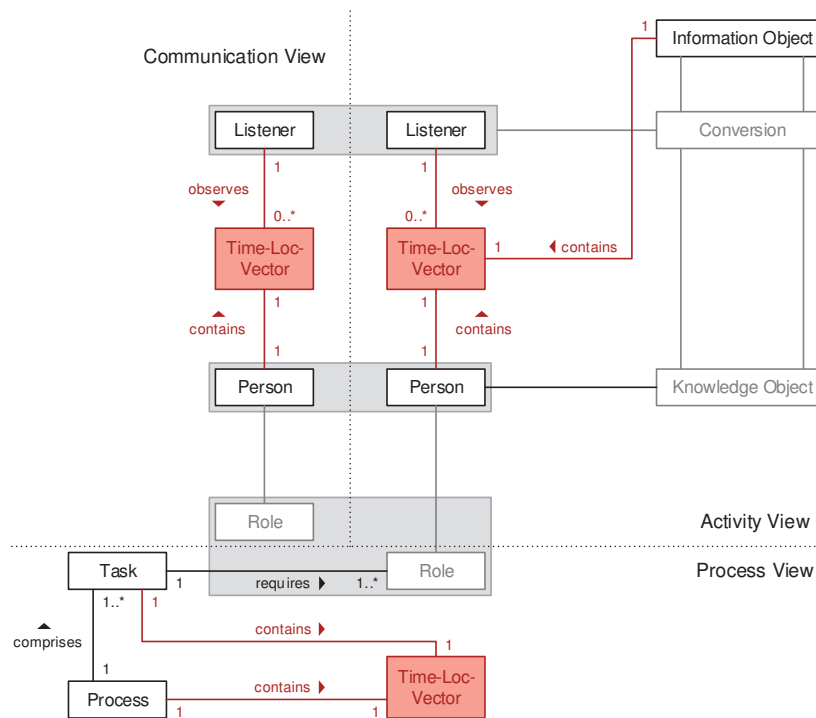 1
Information Object
Communication View
Listener
Listener
Conversion
1
1
observes
observes
0..*
0..*
Time-Loc-
Vector
Time-Loc-
Vector
1
contains
1
1
contains
contains
1
1
Person
Person
Knowledge Object
Role
Activity View
Process View
Task
Role
1
requires
1..*
1..*
1
contains
1
comprises
1
contains
Time-Loc-
Vector
Process
1
1